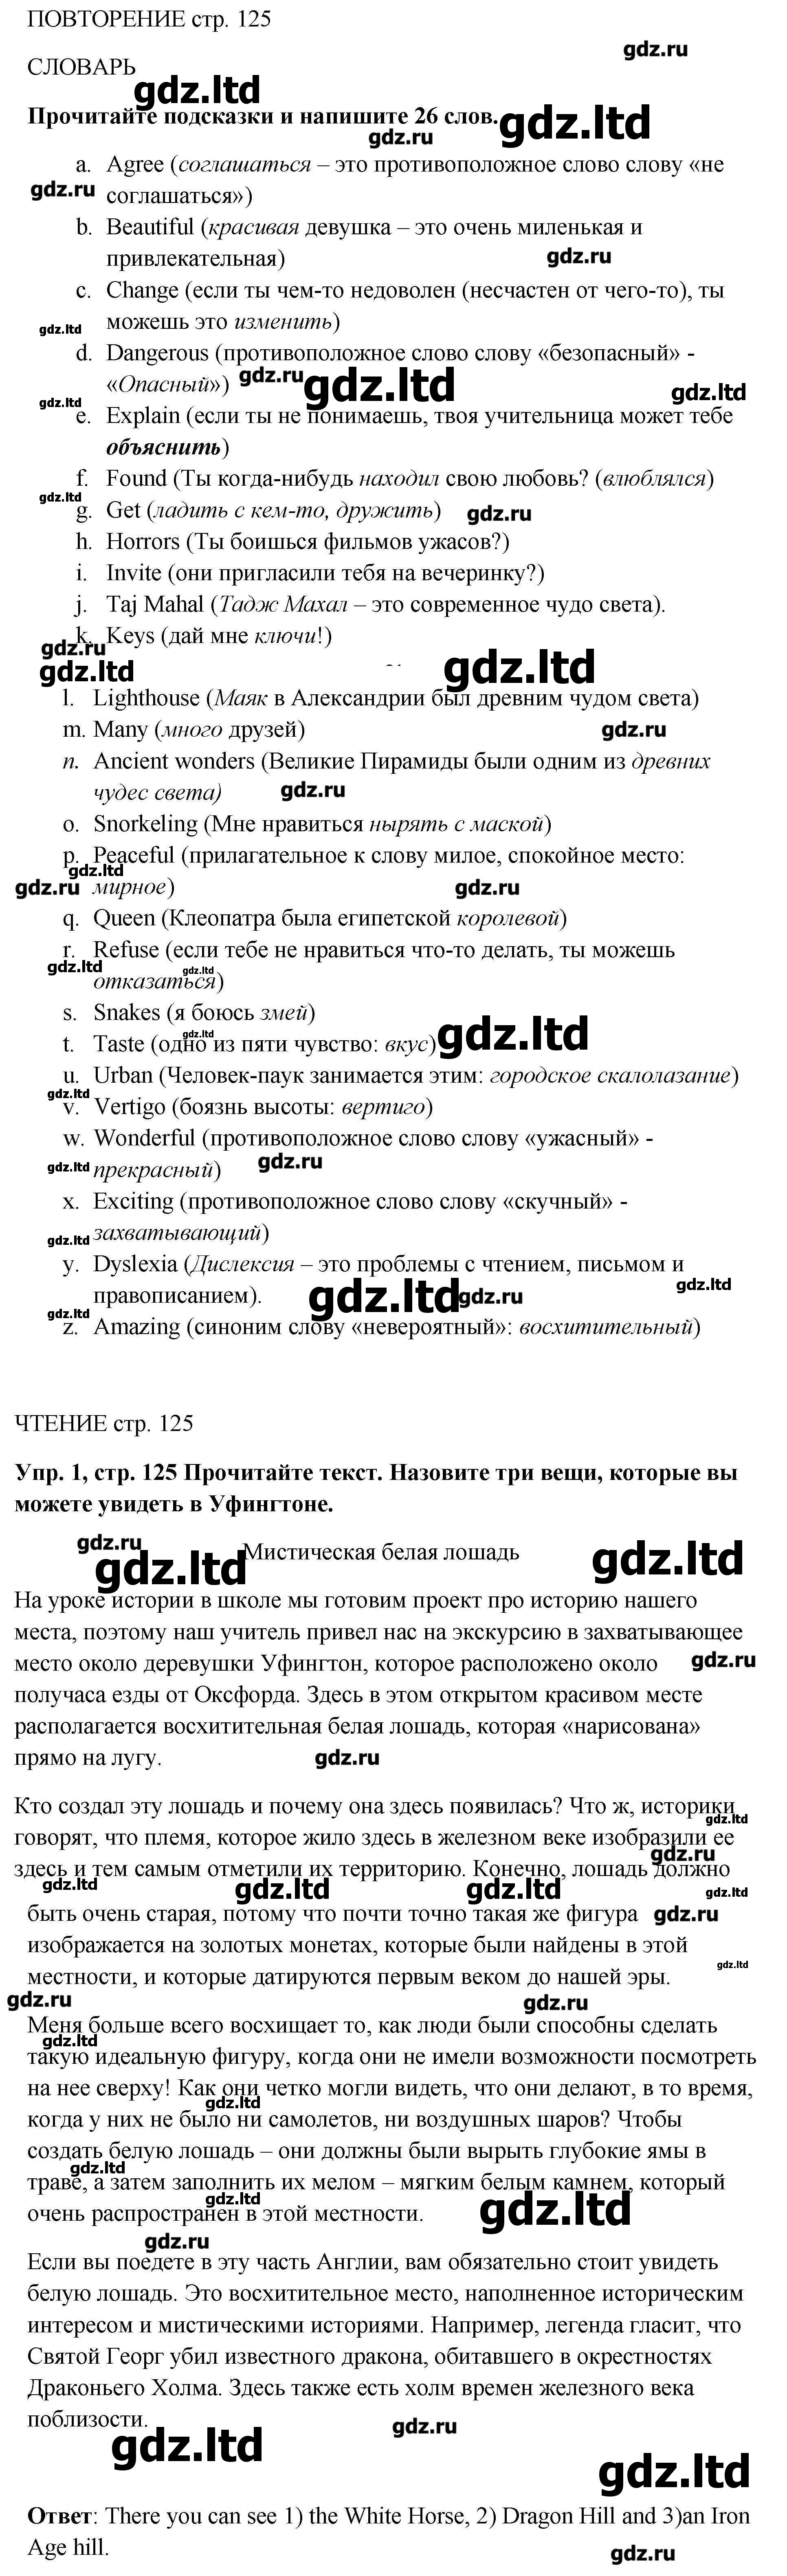 ПОВТОРЕНИЕ стр. 125
gdz.ru
СЛОВАРЬ
gdz.ltd
Прочитайте подсказки и напишите 26 слов.
gdz.ltd
gdz.ru
a. Agree (соглашаться – это противоположное слово слову «не
gdz.ru
соглашаться»)
b. Beautiful (красивая девушка – это очень миленькая и
привлекательная)
gdz.ru
c. Change (если ты чем-то недоволен (несчастен от чего-то), ты
можешь это изменить)
gdz.ltd
d. Dangerous (противоположное слово слову «безопасный» -
«Опасный»)
gdz.ru
gdz.ltd
gdz.ltd
gdz.ltd
e. Explain (если ты не понимаешь, твоя учительница может тебе
объяснить)
f. Found (Ты когда-нибудь находил свою любовь? (влюблялся)
gdz.ltd
g. Get (ладить с кем-то, дружить)
gdz.ru
h. Horrors (Ты боишься фильмов ужасов?)
i. Invite (они пригласили тебя на вечеринку?)
j. Taj Mahal (Тадж Махал – это современное чудо света).
k. Keys (дай мне ключи!)
gdz.ru
gdz.ltd
gdz.ltd
l. Lighthouse (Маяк в Александрии был древним чудом света)
m. Many (много друзей)
gdz.ru
n. Ancient wonders (Великие Пирамиды были одним из древних
чудес света)
gdz.ru
o. Snorkeling (Мне нравиться нырять с маской)
p. Peaceful (прилагательное к слову милое, спокойное место:
gdz.ltd
gdz.ru
мирное)
gdz.ru
q. Queen (Клеопатра была египетской королевой)
r. Refuse (если тебе не нравиться что-то делать, ты можешь
gdz.ltd
gdz.ltd
отказаться)
s. Snakes (я боюсь змей)
gdz.ltd
gdz.ltd
t. Taste (одно из пяти чувство: вкус)
u. Urban (Человек-паук занимается этим: городское скалолазание)
gdz.ltd
v. Vertigo (боязнь высоты: вертиго)
w. Wonderful (противоположное слово слову «ужасный» -
gdz.ltd
прекрасный)
gdz.ru
x. Exciting (противоположное слово слову «скучный» -
захватывающий)
gdz.ltd
y. Dyslexia (Дислексия – это проблемы с чтением, письмом и
правописанием).
gdz.ltd
gdz.ru
gdz.ltd
gdz.ltd
z. Amazing (синоним слову «невероятный»: восхитительный)
ЧТЕНИЕ стр. 125
Упр. 1, стр. 125 Прочитайте текст. Назовите три вещи, которые вы
можете увидеть в Уфингтоне.
gdz.ru
gdz.ltd
Мистическая белая лошадь
gdz.ltd
На уроке истории в школе мы готовим проект про историю нашего
места, поэтому наш учитель привел нас на экскурсию в захватывающее
место около деревушки Уфингтон, которое расположено около
gdz.ru
получаса езды от Оксфорда. Здесь в этом открытом красивом месте
располагается восхитительная белая лошадь, которая «нарисована»
прямо на лугу.
gdz.ru
Кто создал эту лошадь и почему она здесь появилась? Что ж, историки
gdz.ltd
говорят, что племя, которое жило здесь в железном веке изобразили ее
gdz.ru
здесь и тем самым отметили их территорию. Конечно, лошадь должно
gdz.ltd
gdz.ltd
gdz.ltd
gdz.ltd
быть очень старая, потому что почти точно такая же фигура
gdz.ru
изображается на золотых монетах, которые были найдены в этой
gdz.ltd
местности, и которые датируются первым веком до нашей эры.
gdz.ru
gdz.ru
Меня больше всего восхищает то, как люди были способны сделать
gdz.ltd
такую идеальную фигуру, когда они не имели возможности посмотреть
на нее сверху! Как они четко могли видеть, что они делают, в то время,
gdz.ltd
когда у них не было ни самолетов, ни воздушных шаров? Чтобы
создать белую лошадь – они должны были вырыть глубокие ямы в
gdz.ltd
траве, а затем заполнить их мелом – мягким белым камнем, который
gdz.ltd
очень распространен в этой местности.
gdz.ltd
gdz.ru
Если вы поедете в эту часть Англии, вам обязательно стоит увидеть
белую лошадь. Это восхитительное место, наполненное историческим
интересом и мистическими историями. Например, легенда гласит, что
Святой Георг убил известного дракона, обитавшего в окрестностях
Драконьего Холма. Здесь также есть холм времен железного века
поблизости.
gdz.ru
gdz.ltd
gdz.ltd
Ответ: There you can see 1) the White Horse, 2) Dragon Hill and 3)an Iron
Age hill.
gdz.ru